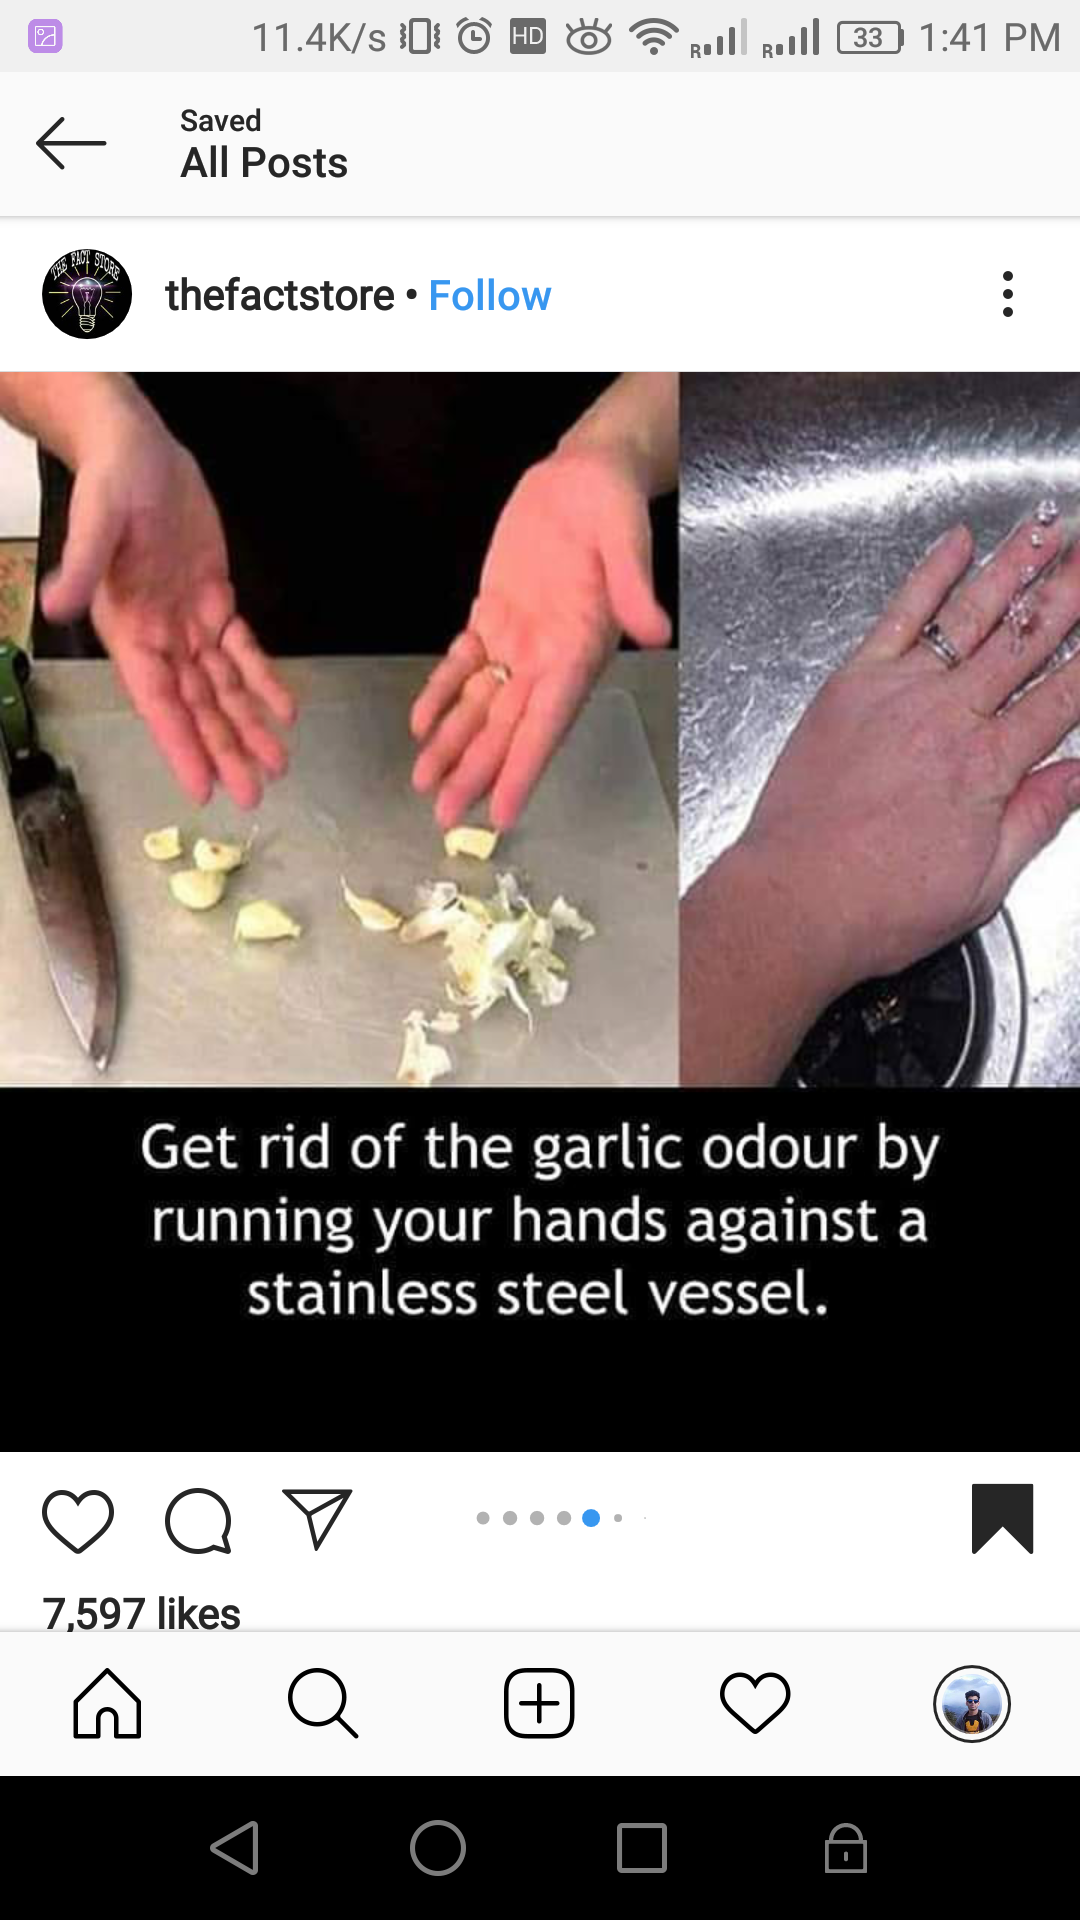 11.4K/s HD R R 33 1:41 PM
Saved
All Posts
THE FACT STORE
thefactstore • Follow
Get rid of the garlic odour by
running your hands against a
stainless steel vessel.
7,597 likes